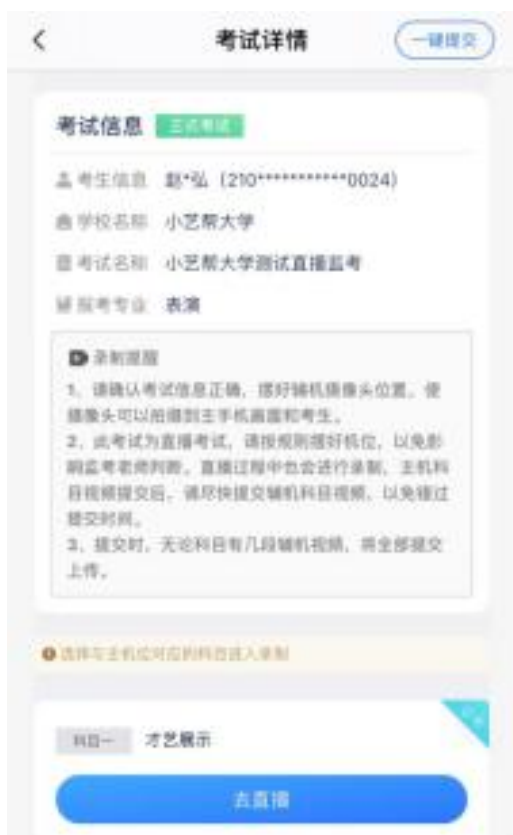 考试详情
一键提交
考试信息 正式考试
考生信息 赵*弘 (210***********0024)
学校名称 小艺帮大学
考试名称 小艺帮大学测试直播监考
报考专业 表演
录制提醒
1、请确认考试信息正确,摆好辅机摄像头位置,使
摄像头可以拍摄到主手机画面和考生。
2、此考试为直播考试,请按规则摆好机位,以免影
响监考老师判断。直播过程中也会进行录制,主机科
目视频提交后,请尽快提交辅机科目视频,以免错过
提交时间。
3、提交时,无论科目有几段辅机视频,将全部提交
上传。
选择与主机位对应的科目进入录制
科目一 才艺展示
去直播